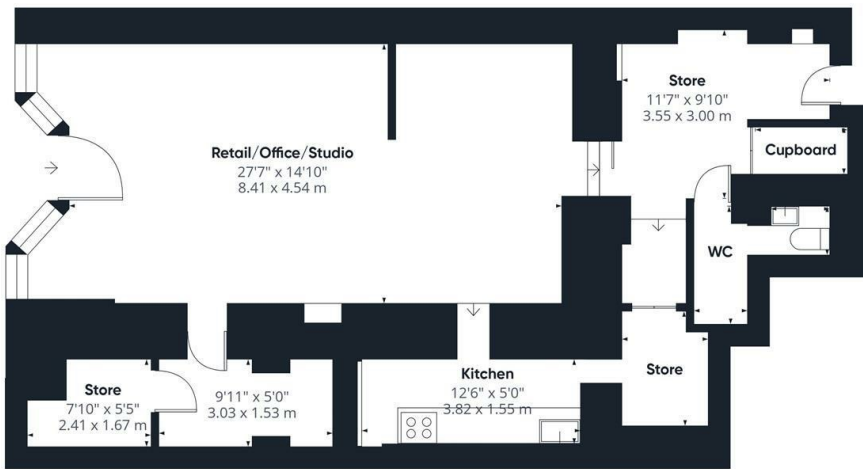 Retail/Office/Studio
27'7" x 14'10"
8.41 x 4.54 m
Store
11'7" x 9'10"
3.55 x 3.00 m
Cupboard
WC
Store
7'10" x 5'5"
2.41 x 1.67 m
9'11" x 5'0"
3.03 x 1.53 m
Kitchen
12'6" x 5'0"
3.82 x 1.55 m
Store